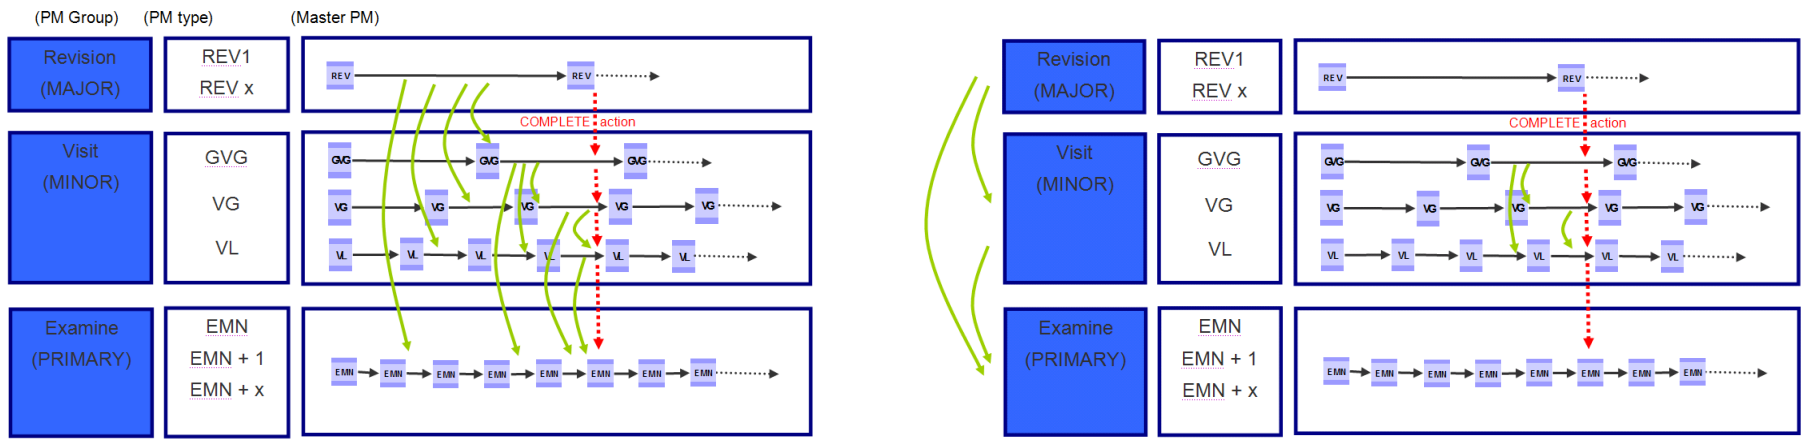 (PM Group) (PM type) (Master PM)
Revision
(MAJOR)
REV1
REV x
REV REV
COMPLETE action
Visit
(MINOR)
GVG
VG
VL
GVG GVG GVG
VG VG VG VG VG
VL VL VL VL VL VL
Examine
(PRIMARY)
EMN
EMN + 1
EMN + x
EMN EMN EMN EMN EMN EMN EMN EMN
Revision
(MAJOR)
REV1
REV x
REV REV
COMPLETE action
Visit
(MINOR)
GVG
VG
VL
GVG GVG GVG
VG VG VG VG VG
VL VL VL VL VL VL
Examine
(PRIMARY)
EMN
EMN + 1
EMN + x
EMN EMN EMN EMN EMN EMN EMN EMN